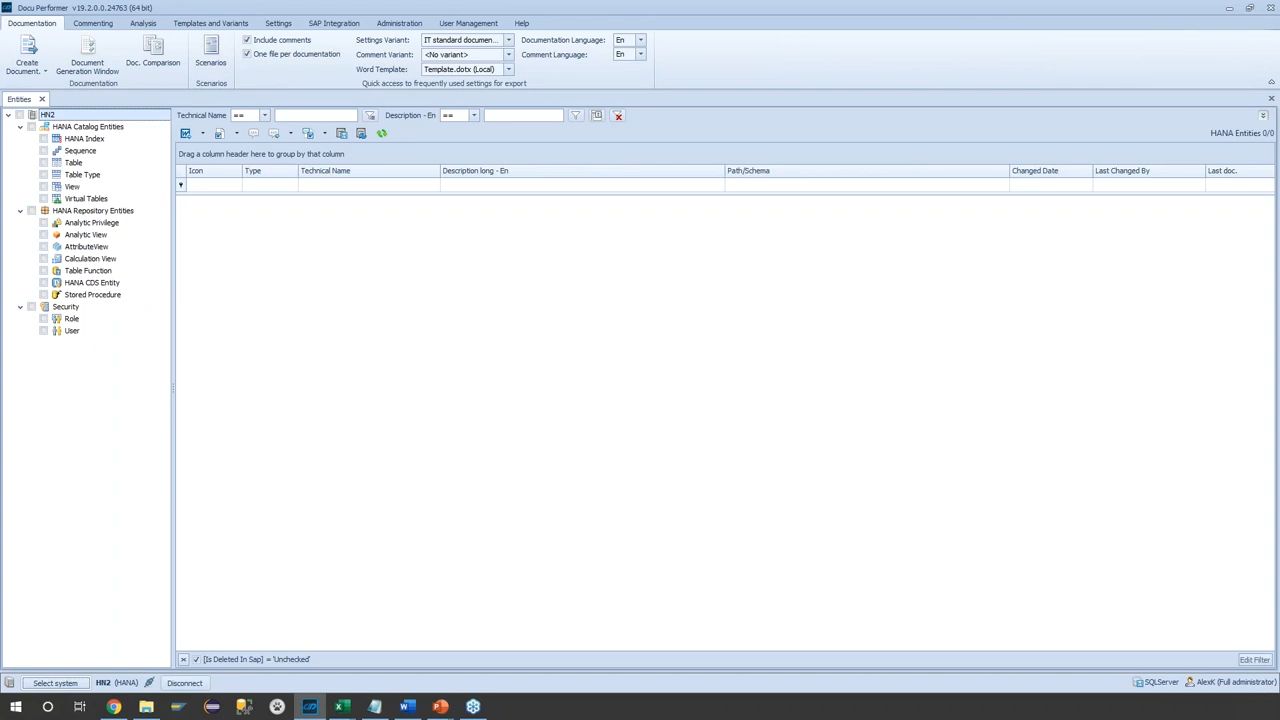 Docu Performer v19.2.0.0.24763 (64 bit)
Documentation Commenting Analysis Templates and Variants Settings SAP Integration Administration User Management Help
Create Document.
Document Generation Window
Doc. Comparison
Documentation
Scenarios
Scenarios
Include comments
One file per documentation
Settings Variant: IT standard documen...
Comment Variant: <No variant>
Word Template: Template.dotx (Local)
Documentation Language: En
Comment Language: En
Quick access to frequently used settings for export
Entities
HN2
HANA Catalog Entities
HANA Index
Sequence
Table
Table Type
View
Virtual Tables
HANA Repository Entities
Analytic Privilege
Analytic View
AttributeView
Calculation View
Table Function
HANA CDS Entity
Stored Procedure
Security
Role
User
Technical Name == Description - En ==
HANA Entities 0/0
Drag a column header here to group by that column
Icon Type Technical Name Description long - En Path/Schema Changed Date Last Changed By Last doc.
[Is Deleted In Sap] = 'Unchecked' Edit Filter
Select system HN2 (HANA) Disconnect SQLServer AlexK (Full administrator)